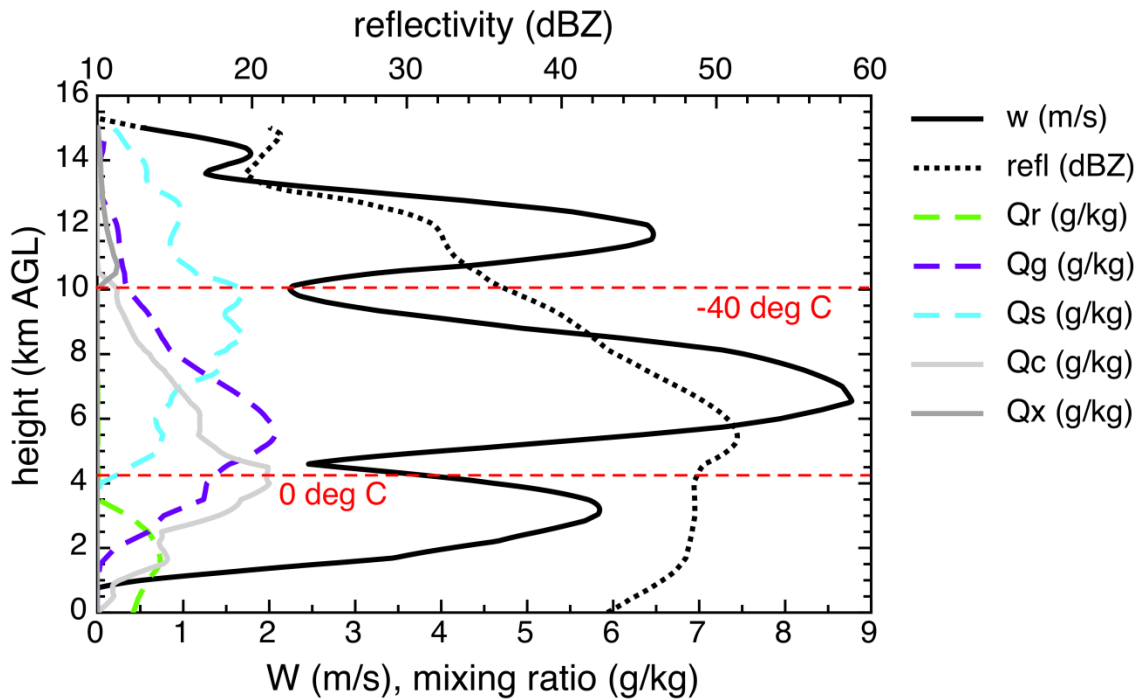 reflectivity (dBZ)
10 20 30 40 50 60
16
14
12
10
8
6
4
2
0
height (km AGL)
-40 deg C
0 deg C
0 1 2 3 4 5 6 7 8 9
W (m/s), mixing ratio (g/kg)
w (m/s)
refl (dBZ)
Qr (g/kg)
Qg (g/kg)
Qs (g/kg)
Qc (g/kg)
Qx (g/kg)